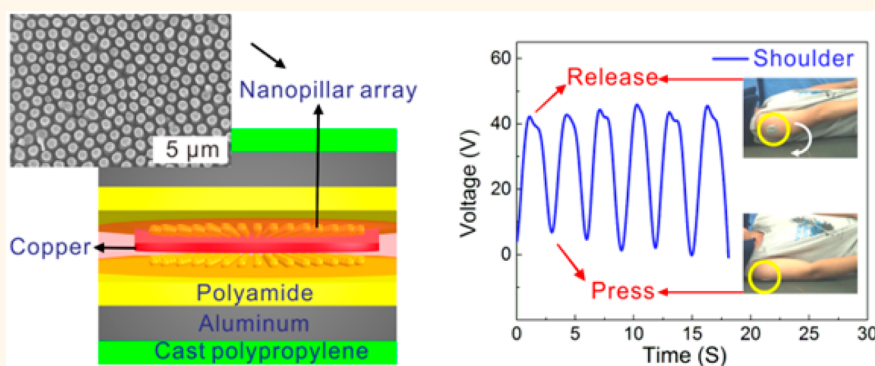 5 μm
Nanopillar array
Copper
Polyamide
Aluminum
Cast polypropylene
Shoulder
Release
Press
Voltage (V)
60
40
20
0
0 5 10 15 20 25 30
Time (S)